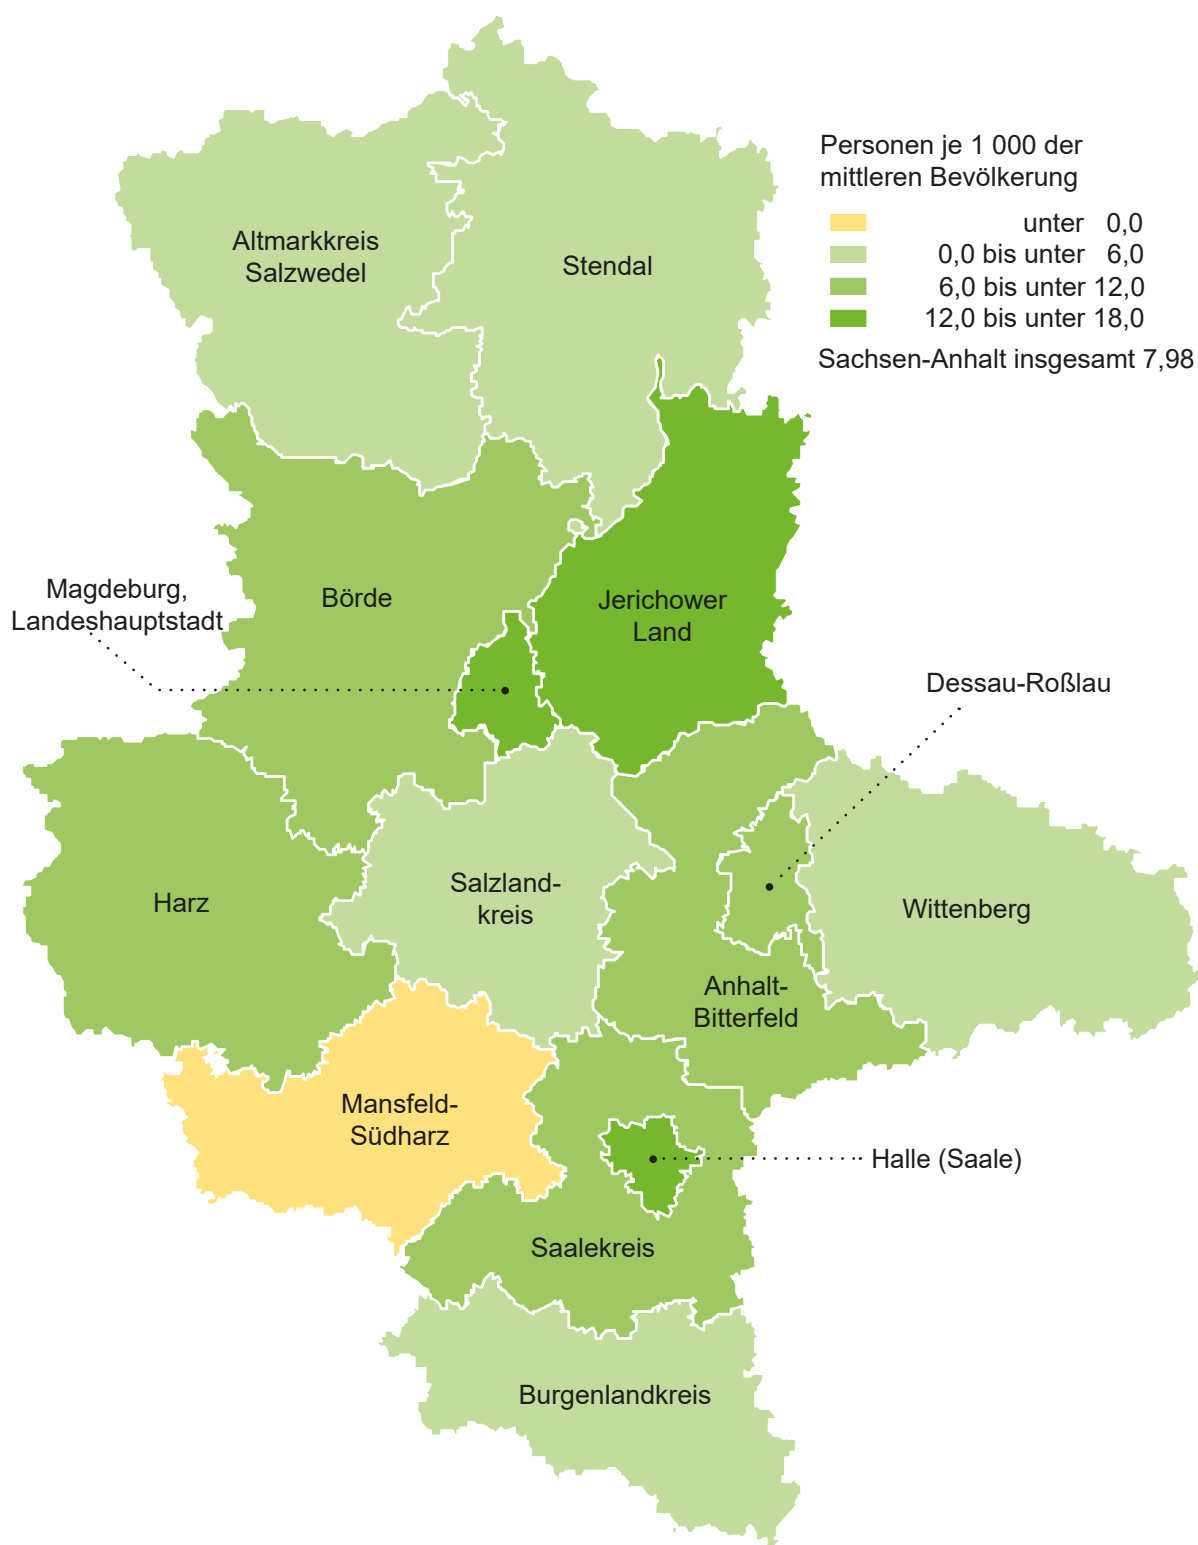 Personen je 1 000 der
mittleren Bevölkerung
unter 0,0
0,0 bis unter 6,0
6,0 bis unter 12,0
12,0 bis unter 18,0
Sachsen-Anhalt insgesamt 7,98
Altmarkkreis
Salzwedel
Stendal
Magdeburg,
Landeshauptstadt
Börde
Jerichower
Land
Dessau-Roßlau
Harz
Salzland-
kreis
Wittenberg
Anhalt-
Bitterfeld
Mansfeld-
Südharz
Halle (Saale)
Saalekreis
Burgenlandkreis